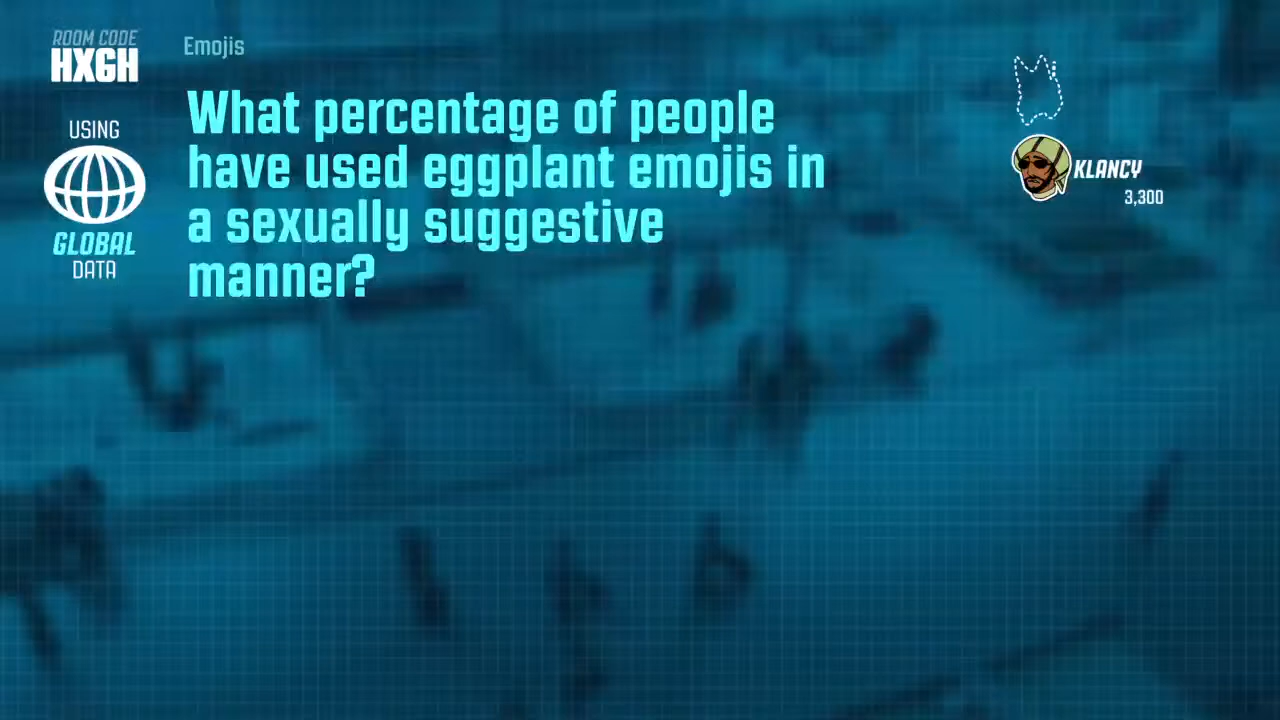 ROOM CODE
HXGH
Emojis
USING
GLOBAL
DATA
What percentage of people
have used eggplant emojis in
a sexually suggestive
manner?
KLANCY
3,300